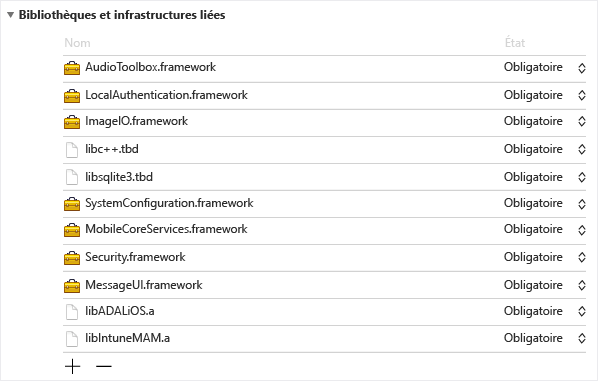 Bibliothèques et infrastructures liées
Nom État
AudioToolbox.framework Obligatoire
LocalAuthentication.framework Obligatoire
ImageIO.framework Obligatoire
libc++.tbd Obligatoire
libsqlite3.tbd Obligatoire
SystemConfiguration.framework Obligatoire
MobileCoreServices.framework Obligatoire
Security.framework Obligatoire
MessageUI.framework Obligatoire
libADALiOS.a Obligatoire
libIntuneMAM.a Obligatoire